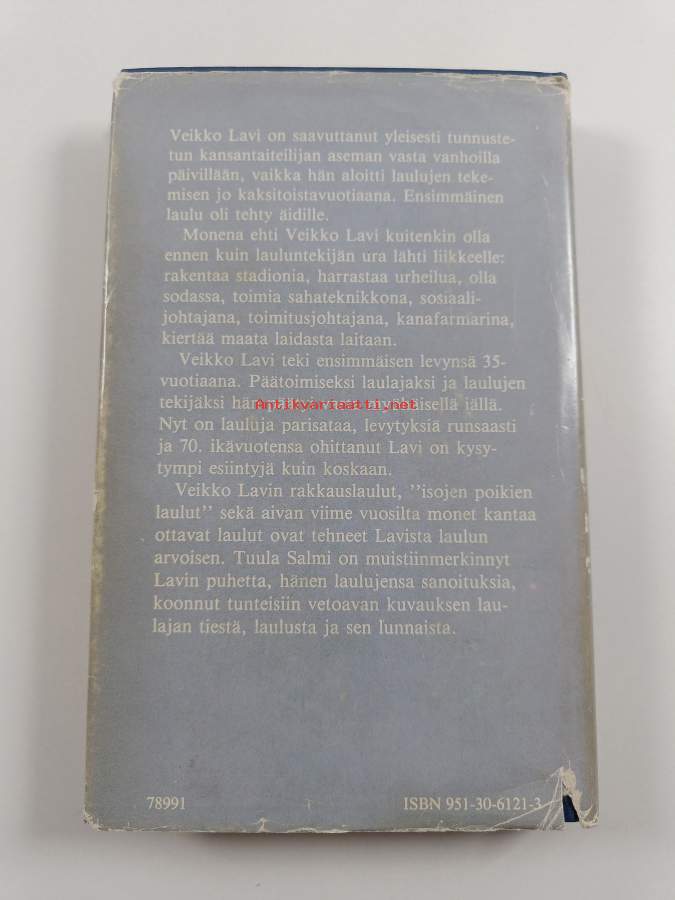 Veikko Lavi on saavuttanut yleisesti tunnuste-
tun kansantaiteilijan aseman vasta vanhoilla
päivillään, vaikka hän aloitti laulujen teke-
misen jo kaksitoistavuotiaana. Ensimmäinen
laulu oli tehty äidille.
Monena ehti Veikko Lavi kuitenkin olla
ennen kuin lauluntekijän ura lähti liikkeelle:
rakentaa stadionia, harrastaa urheilua, olla
sodassa, toimia sahateknikkona, sosiaali-
johtajana, toimitusjohtajana, kanafarmarina,
kiertää maata laidasta laitaan.
Veikko Lavi teki ensimmäisen levynsä 35-
vuotiaana. Päätoimiseksi laulajaksi ja laulujen
tekijäksi hän
Antikvariaatti.net
Nyt on lauluja parisataa, levytyksiä runsaasti
ja 70. ikävuotensa ohittanut Lavi on kysy-
tympi esiintyjä kuin koskaan.
Veikko Lavin rakkauslaulut, "isojen poikien
laulut" sekä aivan viime vuosilta monet kantaa
ottavat laulut ovat tehneet Lavista laulun
arvoisen. Tuula Salmi on muistiinmerkinnyt
Lavin puhetta, hänen laulujensa sanoituksia,
koonnut tunteisiin vetoavan kuvauksen lau-
lajan tiestä, laulusta ja sen lunnaista.
78991
ISBN 951-30-6121-3